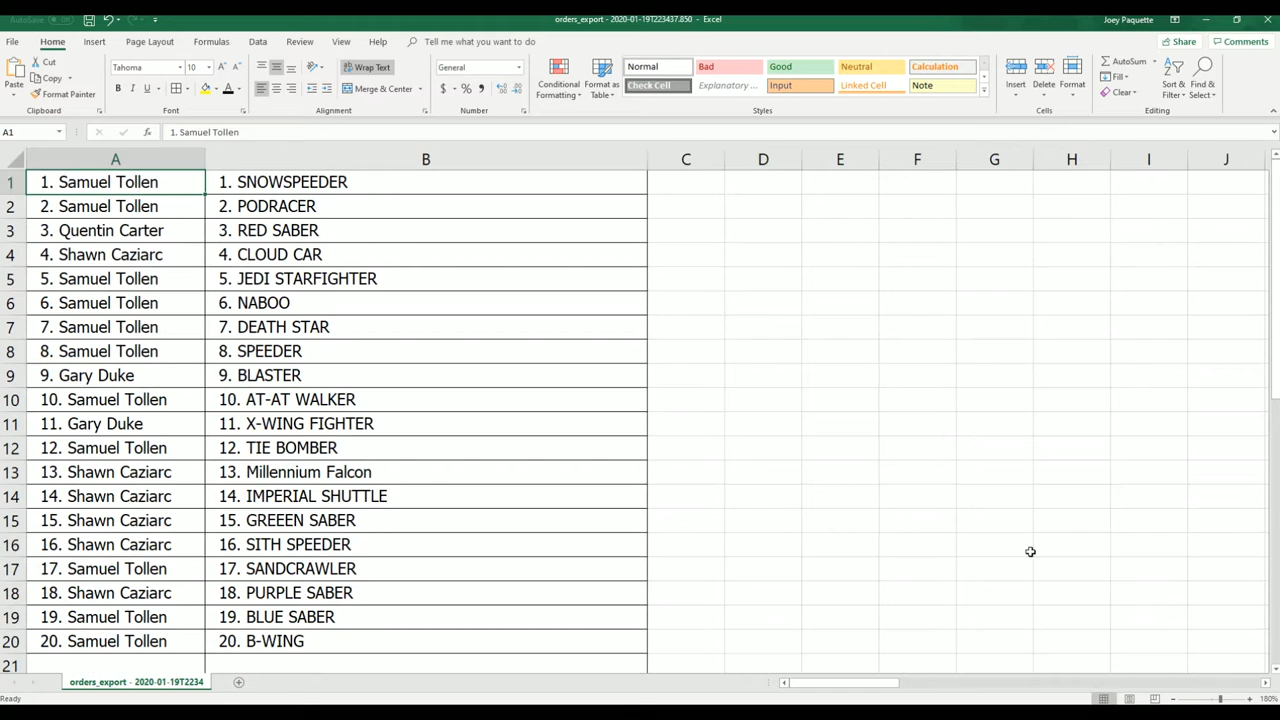 AutoSave
orders_export - 2020-01-19T223437.850 - Excel
Joey Paquette
File Home Insert Page Layout Formulas Data Review View Help Tell me what you want to do Share Comments
Paste
Cut
Copy
Format Painter
Clipboard
Tahoma 10
B I U
Font
Wrap Text
Merge & Center
Alignment
General
$ % ,
Number
Conditional Formatting
Format as Table
Normal Bad Good Neutral Calculation
Check Cell Explanatory ... Input Linked Cell Note
Styles
Insert Delete Format
Cells
AutoSum
Fill
Clear
Sort & Filter
Find & Select
Editing
A1 fx 1. Samuel Tollen
A B C D E F G H I J
1 1. Samuel Tollen 1. SNOWSPEEDER
2 2. Samuel Tollen 2. PODRACER
3 3. Quentin Carter 3. RED SABER
4 4. Shawn Caziarc 4. CLOUD CAR
5 5. Samuel Tollen 5. JEDI STARFIGHTER
6 6. Samuel Tollen 6. NABOO
7 7. Samuel Tollen 7. DEATH STAR
8 8. Samuel Tollen 8. SPEEDER
9 9. Gary Duke 9. BLASTER
10 10. Samuel Tollen 10. AT-AT WALKER
11 11. Gary Duke 11. X-WING FIGHTER
12 12. Samuel Tollen 12. TIE BOMBER
13 13. Shawn Caziarc 13. Millennium Falcon
14 14. Shawn Caziarc 14. IMPERIAL SHUTTLE
15 15. Shawn Caziarc 15. GREEEN SABER
16 16. Shawn Caziarc 16. SITH SPEEDER
17 17. Samuel Tollen 17. SANDCRAWLER
18 18. Shawn Caziarc 18. PURPLE SABER
19 19. Samuel Tollen 19. BLUE SABER
20 20. Samuel Tollen 20. B-WING
21
orders_export - 2020-01-19T2234
Ready
180%